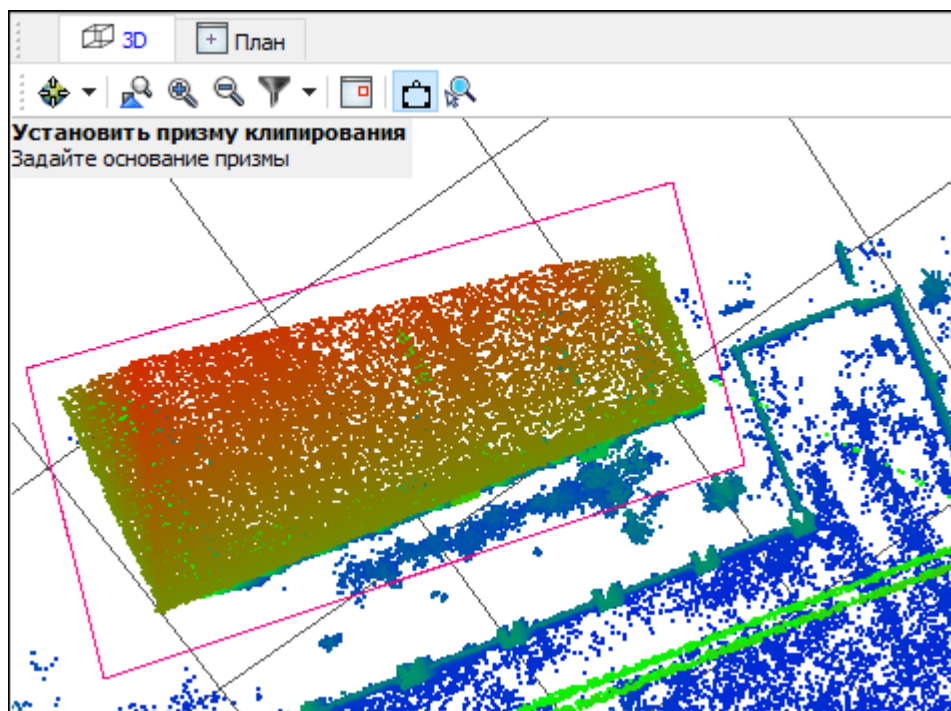 3D
План
Установить призму клипирования
Задайте основание призмы